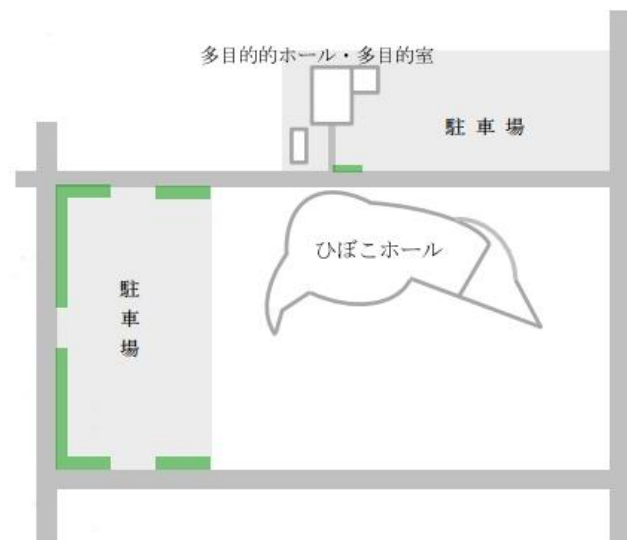 多目的的ホール・多目的室
駐車場
ひぼこホール
駐車場